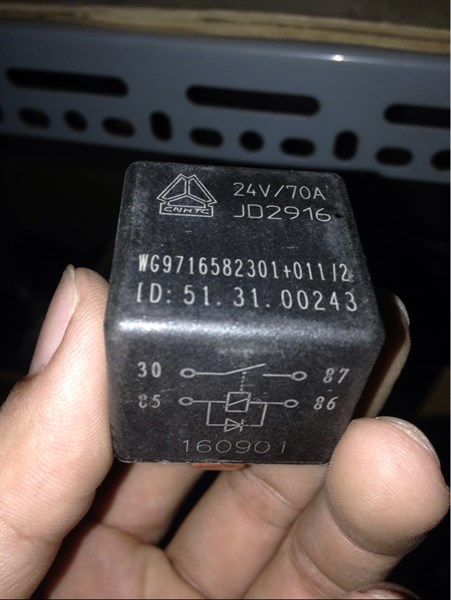 24V/70A
CNHTC
JD2916
WG9716582301+011/2
ID: 51.31.00243
30 87
85 86
160901